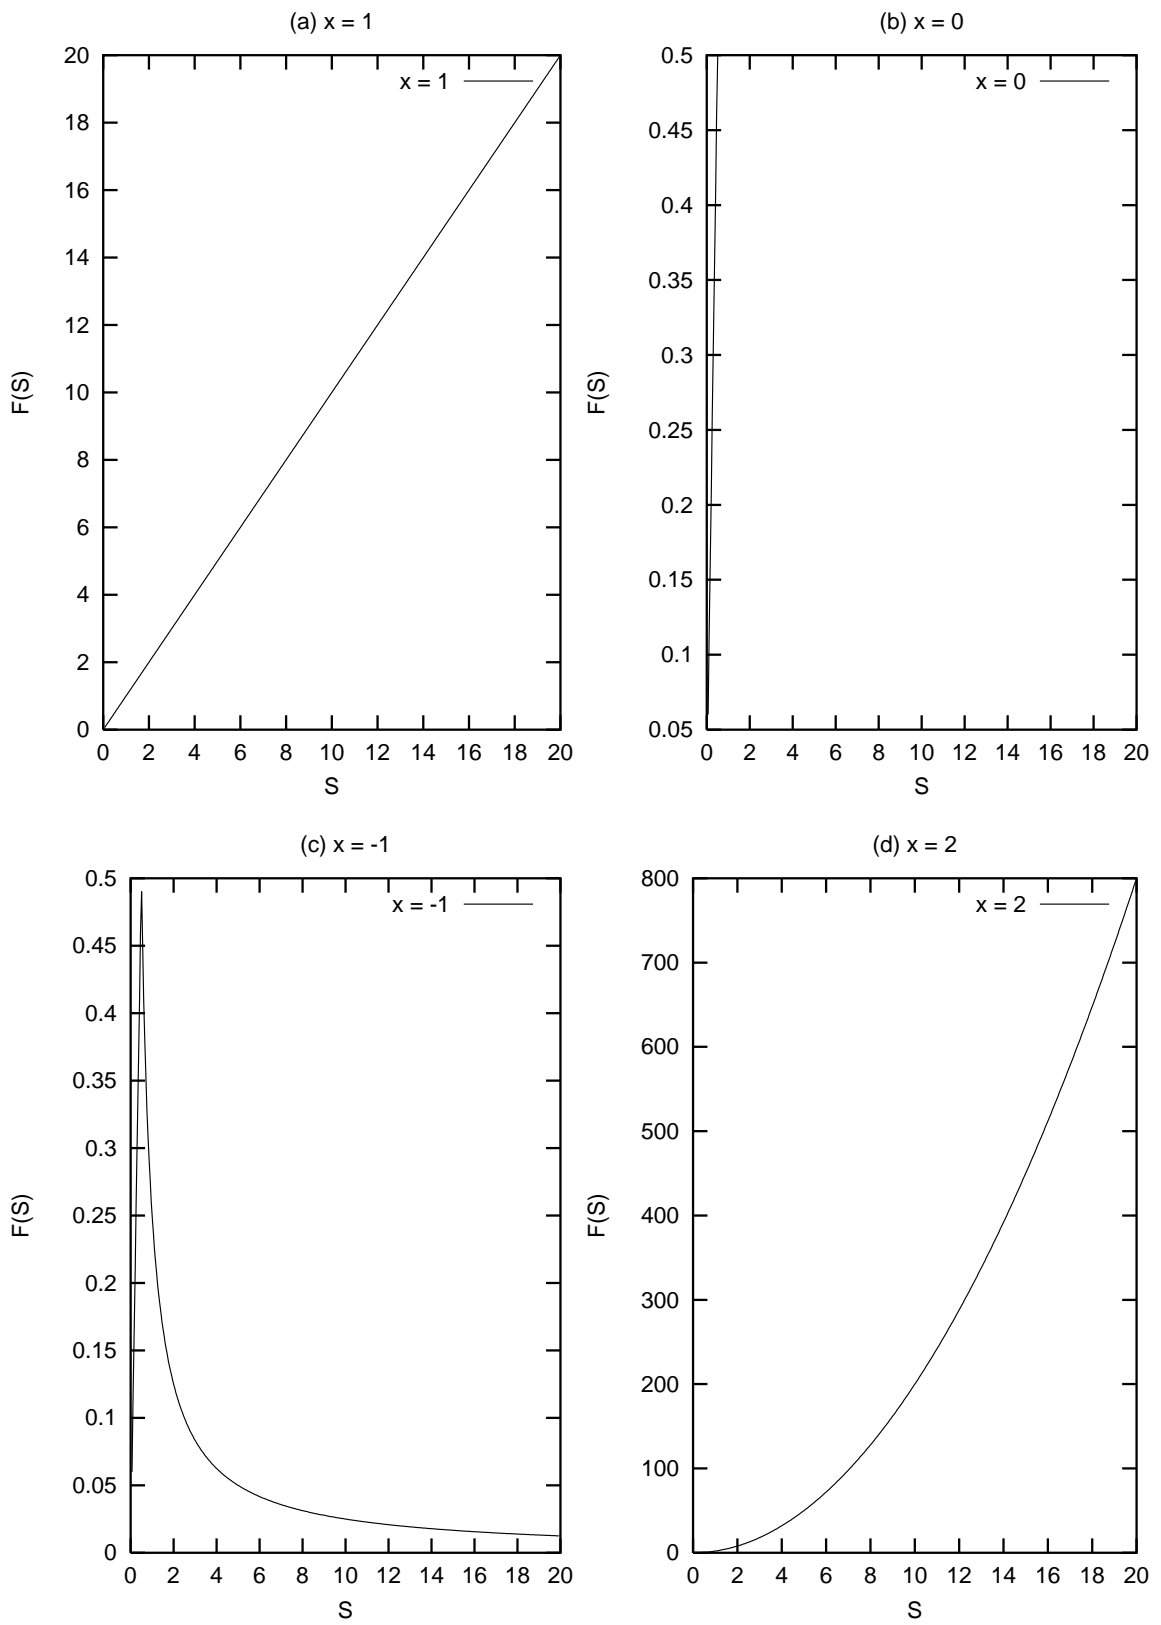 (a) x = 1
x = 1
20
18
16
14
12
10
8
6
4
2
0
F(S)
0 2 4 6 8 10 12 14 16 18 20
S
(b) x = 0
x = 0
0.5
0.45
0.4
0.35
0.3
0.25
0.2
0.15
0.1
0.05
F(S)
0 2 4 6 8 10 12 14 16 18 20
S
(c) x = -1
x = -1
0.5
0.45
0.4
0.35
0.3
0.25
0.2
0.15
0.1
0.05
0
F(S)
0 2 4 6 8 10 12 14 16 18 20
S
(d) x = 2
x = 2
800
700
600
500
400
300
200
100
0
F(S)
0 2 4 6 8 10 12 14 16 18 20
S